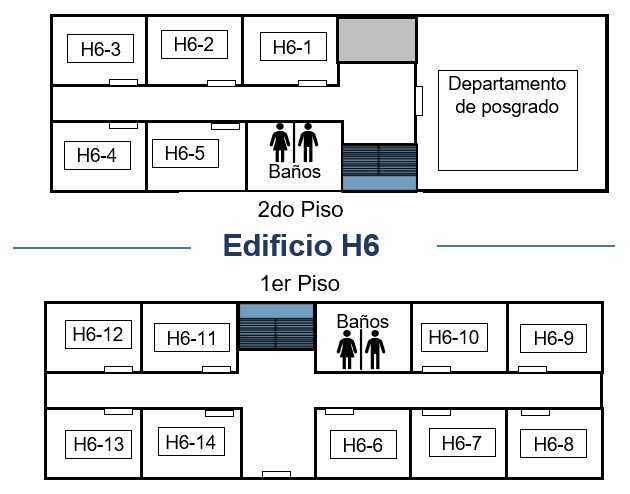 H6-3
H6-2
H6-1
Departamento
de posgrado
H6-4
H6-5
Baños
2do Piso
Edificio H6
1er Piso
H6-12
H6-11
Baños
H6-10
H6-9
H6-13
H6-14
H6-6
H6-7
H6-8